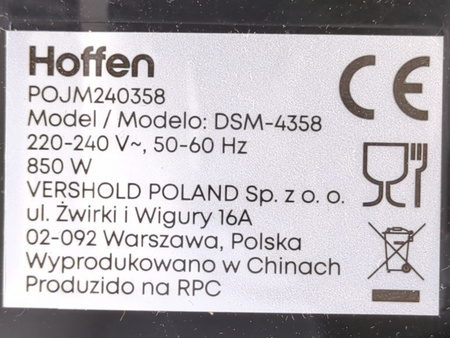 Hoffen
POJM240358
Model / Modelo: DSM-4358
220-240 V~, 50-60 Hz
850 W
VERSHOLD POLAND Sp. z o. o.
ul. Żwirki i Wigury 16A
02-092 Warszawa, Polska
Wyprodukowano w Chinach
Produzido na RPC
CE